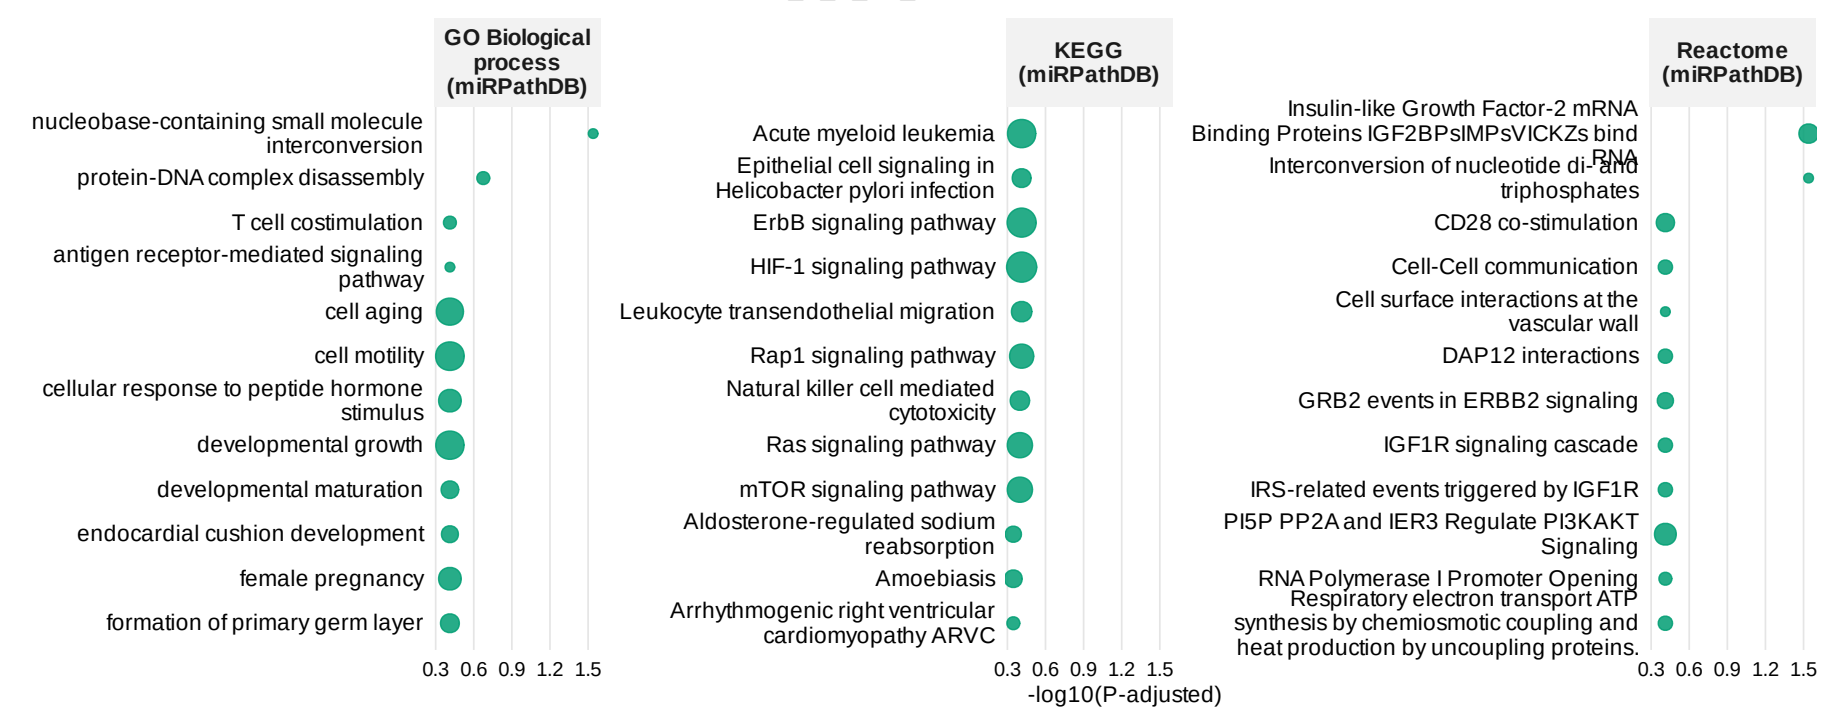 GO Biological
process
(miRPathDB)
nucleobase-containing small molecule
interconversion
protein-DNA complex disassembly
T cell costimulation
antigen receptor-mediated signaling
pathway
cell aging
cell motility
cellular response to peptide hormone
stimulus
developmental growth
developmental maturation
endocardial cushion development
female pregnancy
formation of primary germ layer
0.3 0.6 0.9 1.2 1.5
KEGG
(miRPathDB)
Acute myeloid leukemia
Epithelial cell signaling in
Helicobacter pylori infection
ErbB signaling pathway
HIF-1 signaling pathway
Leukocyte transendothelial migration
Rap1 signaling pathway
Natural killer cell mediated
cytotoxicity
Ras signaling pathway
mTOR signaling pathway
Aldosterone-regulated sodium
reabsorption
Amoebiasis
Arrhythmogenic right ventricular
cardiomyopathy ARVC
0.3 0.6 0.9 1.2 1.5
-log10(P-adjusted)
Reactome
(miRPathDB)
Insulin-like Growth Factor-2 mRNA
Binding Proteins IGF2BPsIMPsVICKZs bind
RNA
Interconversion of nucleotide di- and
triphosphates
CD28 co-stimulation
Cell-Cell communication
Cell surface interactions at the
vascular wall
DAP12 interactions
GRB2 events in ERBB2 signaling
IGF1R signaling cascade
IRS-related events triggered by IGF1R
PI5P PP2A and IER3 Regulate PI3KAKT
Signaling
RNA Polymerase I Promoter Opening
Respiratory electron transport ATP
synthesis by chemiosmotic coupling and
heat production by uncoupling proteins.
0.3 0.6 0.9 1.2 1.5